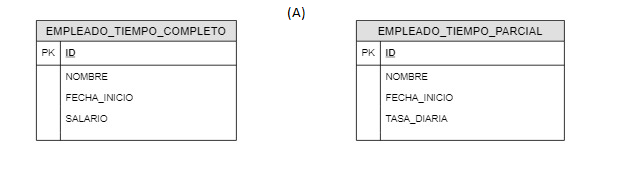 (A)
EMPLEADO_TIEMPO_COMPLETO
PK ID
NOMBRE
FECHA_INICIO
SALARIO
EMPLEADO_TIEMPO_PARCIAL
PK ID
NOMBRE
FECHA_INICIO
TASA_DIARIA